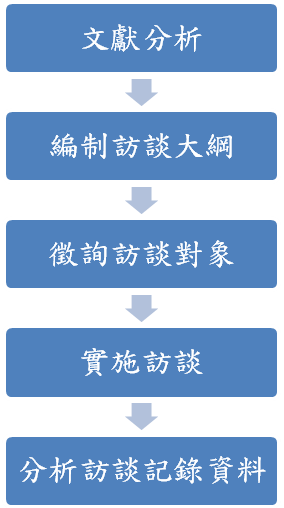 文獻分析
編制訪談大綱
徵詢訪談對象
實施訪談
分析訪談記錄資料